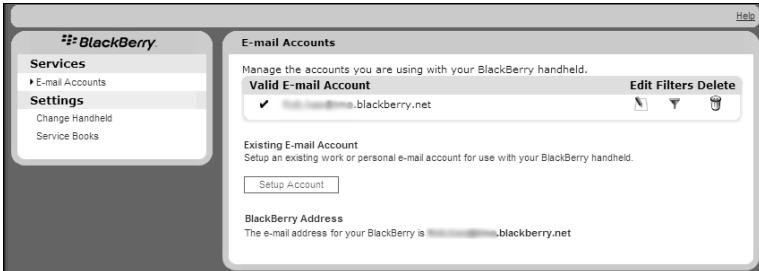 Help
BlackBerry.
Services
E-mail Accounts
Settings
Change Handheld
Service Books
E-mail Accounts
Manage the accounts you are using with your BlackBerry handheld.
Valid E-mail Account Edit Filters Delete
.blackberry.net
Existing E-mail Account
Setup an existing work or personal e-mail account for use with your BlackBerry handheld.
Setup Account
BlackBerry Address
The e-mail address for your BlackBerry is .blackberry.net